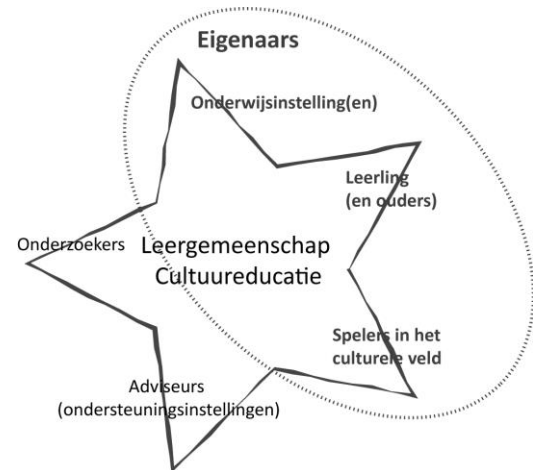 Eigenaars
Onderwijsinstelling(en)
Leerling
(en ouders)
Onderzoekers
Leergemeenschap
Cultuureducatie
Spelers in het
culturele veld
Adviseurs
(ondersteuningsinstellingen)